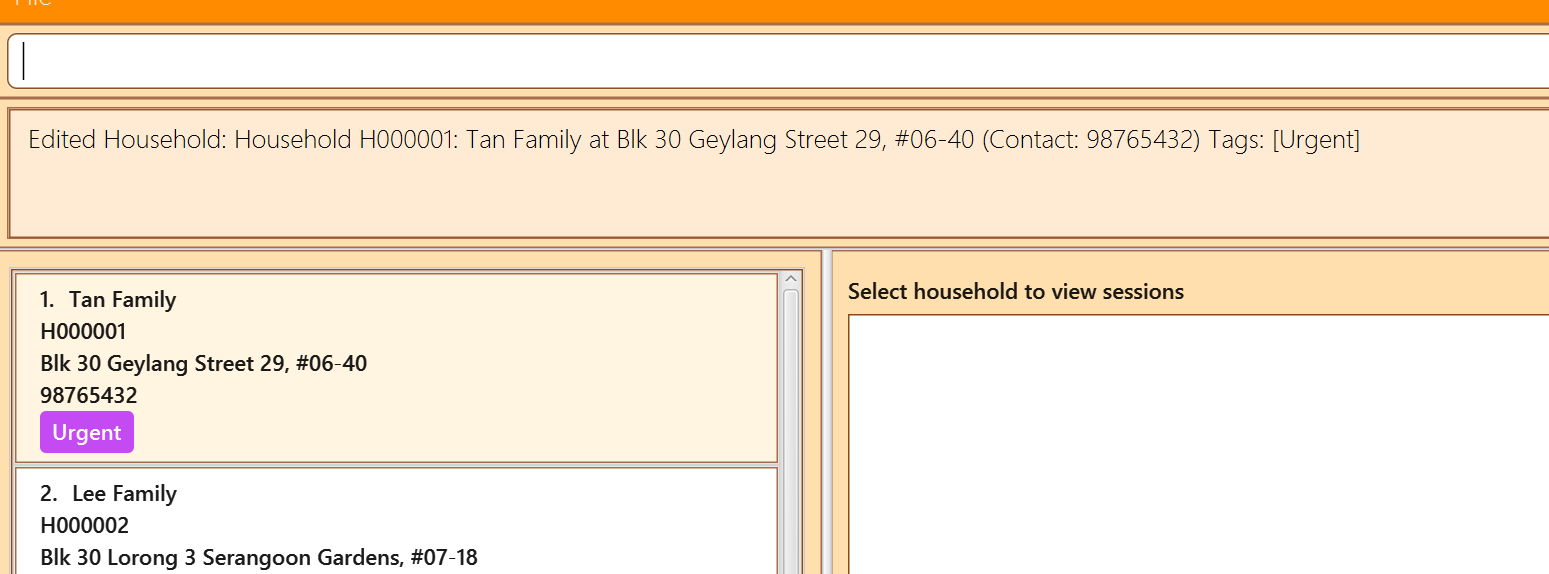 File
Edited Household: Household H000001: Tan Family at Blk 30 Geylang Street 29, #06-40 (Contact: 98765432) Tags: [Urgent]
1. Tan Family
H000001
Blk 30 Geylang Street 29, #06-40
98765432
Urgent
2. Lee Family
H000002
Blk 30 Lorong 3 Serangoon Gardens, #07-18
Select household to view sessions